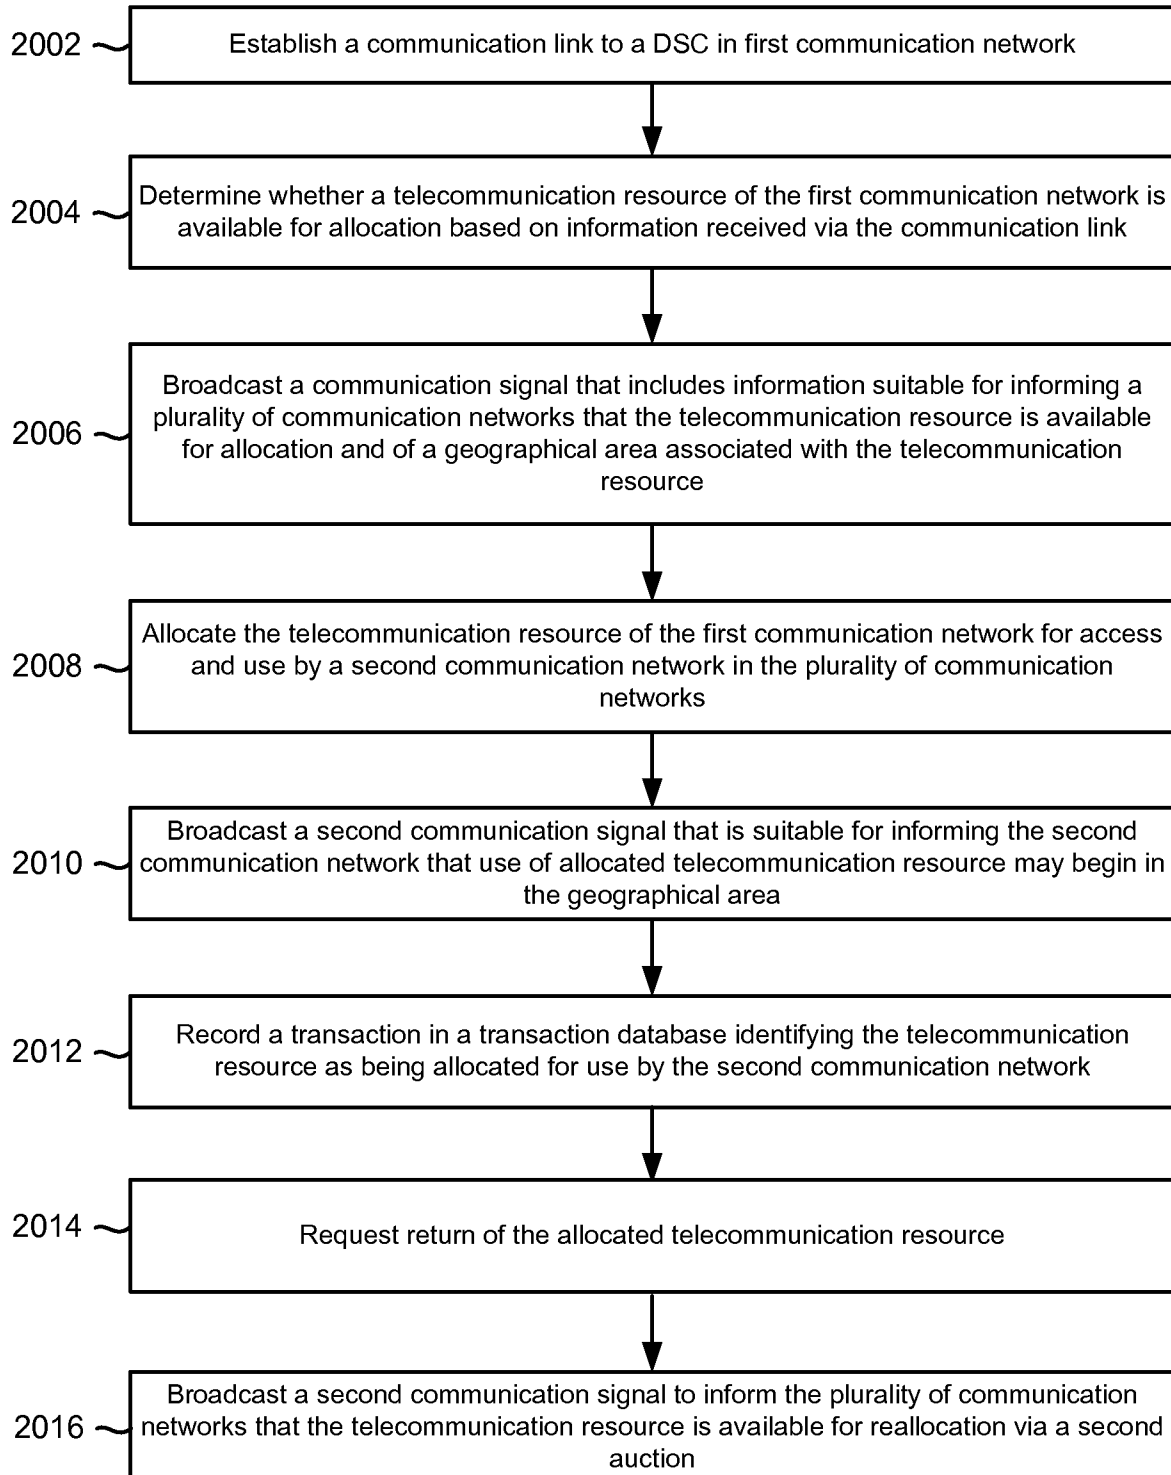 2002
Establish a communication link to a DSC in first communication network
2004
Determine whether a telecommunication resource of the first communication network is
available for allocation based on information received via the communication link
2006
Broadcast a communication signal that includes information suitable for informing a
plurality of communication networks that the telecommunication resource is available
for allocation and of a geographical area associated with the telecommunication
resource
2008
Allocate the telecommunication resource of the first communication network for access
and use by a second communication network in the plurality of communication
networks
2010
Broadcast a second communication signal that is suitable for informing the second
communication network that use of allocated telecommunication resource may begin in
the geographical area
2012
Record a transaction in a transaction database identifying the telecommunication
resource as being allocated for use by the second communication network
2014
Request return of the allocated telecommunication resource
2016
Broadcast a second communication signal to inform the plurality of communication
networks that the telecommunication resource is available for reallocation via a second
auction